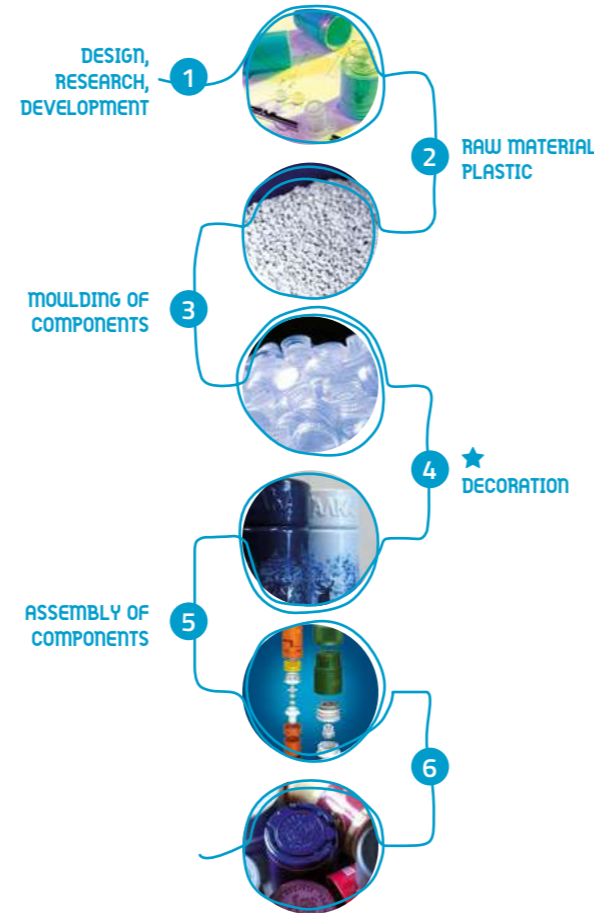 DESIGN,
RESEARCH,
DEVELOPMENT
1
2
RAW MATERIAL
PLASTIC
MOULDING OF
COMPONENTS
3
4
DECORATION
ASSEMBLY OF
COMPONENTS
5
6